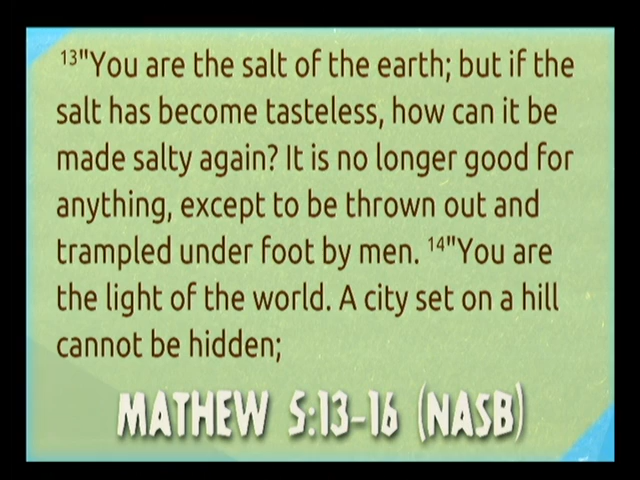 ¹³"You are the salt of the earth; but if the
salt has become tasteless, how can it be
made salty again? It is no longer good for
anything, except to be thrown out and
trampled under foot by men. ¹⁴"You are
the light of the world. A city set on a hill
cannot be hidden;
MATHEW 5:13-16 (NASB)